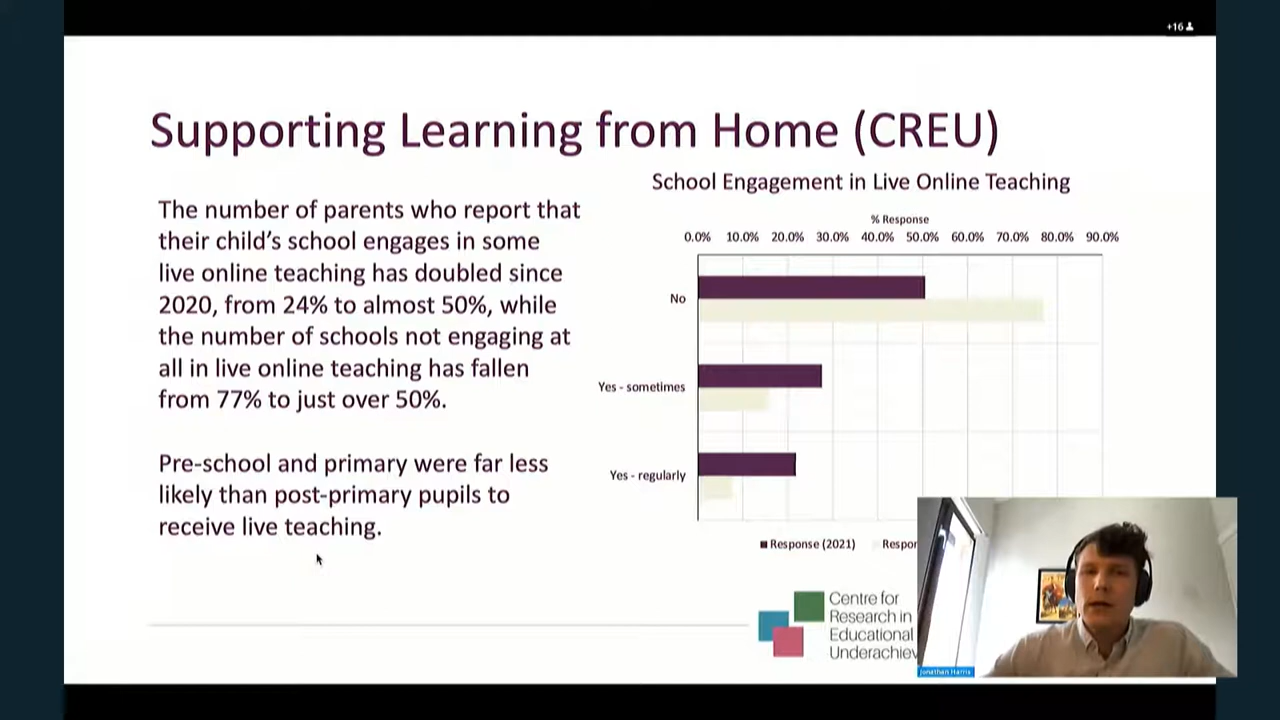 +16
Supporting Learning from Home (CREU)
School Engagement in Live Online Teaching
The number of parents who report that
their child’s school engages in some
live online teaching has doubled since
2020, from 24% to almost 50%, while
the number of schools not engaging at
all in live online teaching has fallen
from 77% to just over 50%.
Pre-school and primary were far less
likely than post-primary pupils to
receive live teaching.
% Response
0.0% 10.0% 20.0% 30.0% 40.0% 50.0% 60.0% 70.0% 80.0% 90.0%
No
Yes - sometimes
Yes - regularly
Response (2021) Respon
Centre for
Research in
Educational
Underachiev
Jonathan Harris